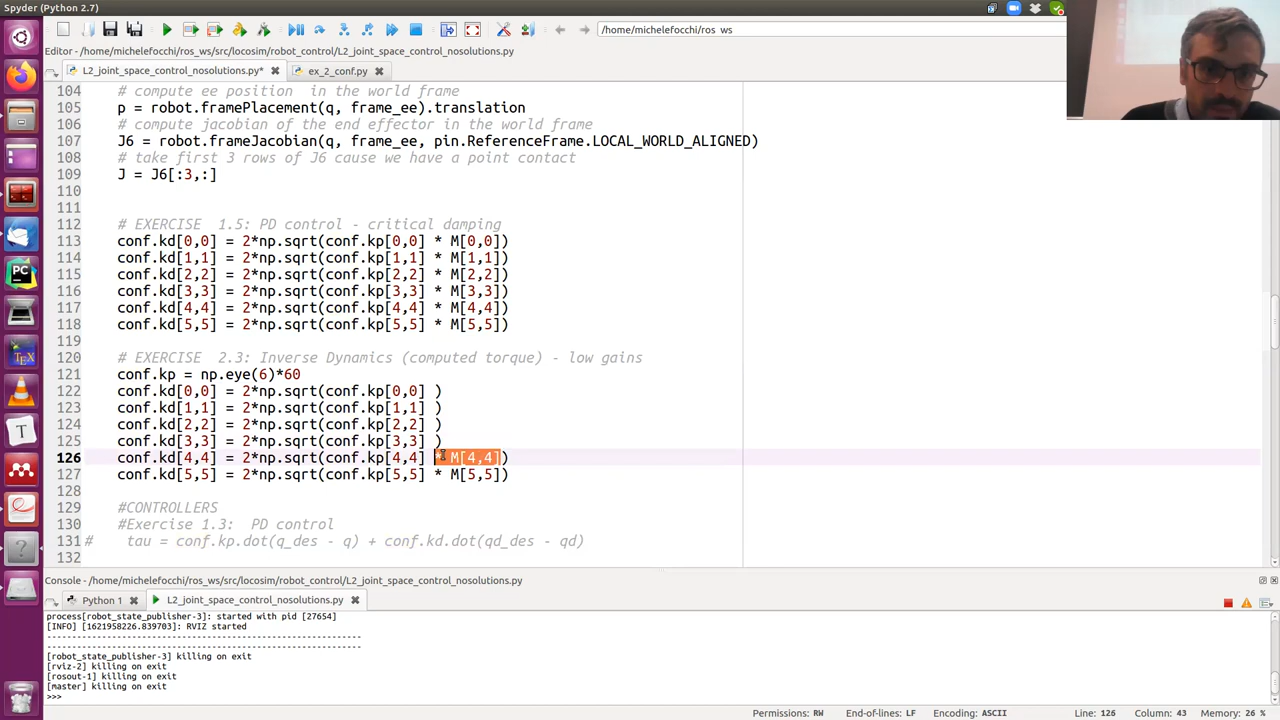 Spyder (Python 2.7)
/home/michelefocchi/ros_ws
Editor - /home/michelefocchi/ros_ws/src/locosim/robot_control/L2_joint_space_control_nosolutions.py
L2_joint_space_control_nosolutions.py*
ex_2_conf.py
104 # compute ee position in the world frame
105 p = robot.framePlacement(q, frame_ee).translation
106 # compute jacobian of the end effector in the world frame
107 J6 = robot.frameJacobian(q, frame_ee, pin.ReferenceFrame.LOCAL_WORLD_ALIGNED)
108 # take first 3 rows of J6 cause we have a point contact
109 J = J6[:3,:]
110
111
112 # EXERCISE 1.5: PD control - critical damping
113 conf.kd[0,0] = 2*np.sqrt(conf.kp[0,0] * M[0,0])
114 conf.kd[1,1] = 2*np.sqrt(conf.kp[1,1] * M[1,1])
115 conf.kd[2,2] = 2*np.sqrt(conf.kp[2,2] * M[2,2])
116 conf.kd[3,3] = 2*np.sqrt(conf.kp[3,3] * M[3,3])
117 conf.kd[4,4] = 2*np.sqrt(conf.kp[4,4] * M[4,4])
118 conf.kd[5,5] = 2*np.sqrt(conf.kp[5,5] * M[5,5])
119
120 # EXERCISE 2.3: Inverse Dynamics (computed torque) - low gains
121 conf.kp = np.eye(6)*60
122 conf.kd[0,0] = 2*np.sqrt(conf.kp[0,0] )
123 conf.kd[1,1] = 2*np.sqrt(conf.kp[1,1] )
124 conf.kd[2,2] = 2*np.sqrt(conf.kp[2,2] )
125 conf.kd[3,3] = 2*np.sqrt(conf.kp[3,3] )
126 conf.kd[4,4] = 2*np.sqrt(conf.kp[4,4] * M[4,4])
127 conf.kd[5,5] = 2*np.sqrt(conf.kp[5,5] * M[5,5])
128
129 #CONTROLLERS
130 #Exercise 1.3: PD control
131 # tau = conf.kp.dot(q_des - q) + conf.kd.dot(qd_des - qd)
132
Console - /home/michelefocchi/ros_ws/src/locosim/robot_control/L2_joint_space_control_nosolutions.py
Python 1
L2_joint_space_control_nosolutions.py
process[robot_state_publisher-3]: started with pid [27654]
[INFO] [1621958226.839703]: RVIZ started
------------------------------------------------------------
------------------------------------------------------------
[robot_state_publisher-3] killing on exit
[rviz-2] killing on exit
[rosout-1] killing on exit
[master] killing on exit
>>>
Permissions: RW End-of-lines: LF Encoding: ASCII Line: 126 Column: 43 Memory: 26 %